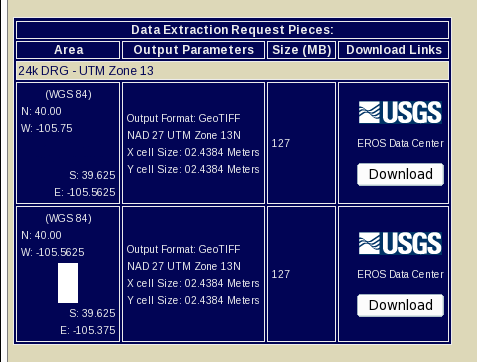 Data Extraction Request Pieces:
Area Output Parameters Size (MB) Download Links
24k DRG - UTM Zone 13
(WGS 84)
N: 40.00
W: -105.75
S: 39.625
E: -105.5625
Output Format: GeoTIFF
NAD 27 UTM Zone 13N
X cell Size: 02.4384 Meters
Y cell Size: 02.4384 Meters
127
USGS
EROS Data Center
Download
(WGS 84)
N: 40.00
W: -105.5625
S: 39.625
E: -105.375
Output Format: GeoTIFF
NAD 27 UTM Zone 13N
X cell Size: 02.4384 Meters
Y cell Size: 02.4384 Meters
127
USGS
EROS Data Center
Download